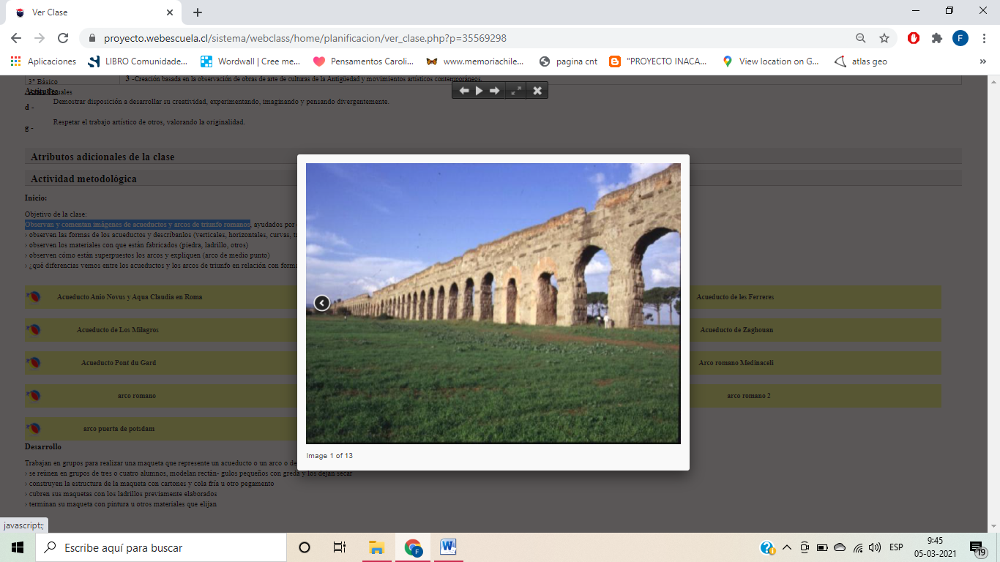 Ver Clase
proyecto.webescuela.cl/sistema/webclass/home/planificacion/ver_clase.php?p=35569298
F
Aplicaciones
LIBRO Comunidade...
Wordwall | Cree me...
Pensamentos Caroli...
www.memoriachile...
pagina cnt
"PROYECTO INACA...
View location on G...
atlas geo
»
3° Básico
3 -Creación basada en la observación de obras de arte de culturas de la Antigüedad y movimientos artísticos contemporáneos.
Actitudes
d -
Demostrar disposición a desarrollar su creatividad, experimentando, imaginando y pensando divergentemente.
g -
Respetar el trabajo artístico de otros, valorando la originalidad.
Atributos adicionales de la clase
Actividad metodológica
Inicio:
Objetivo de la clase:
Observan y comentan imágenes de acueductos y arcos de triunfo romanos, ayudados por
› observen las formas de los acueductos y descríbanlos (verticales, horizontales, curvas,
› observen los materiales con que están fabricados (piedra, ladrillo, otros)
› observen cómo están superpuestos los arcos y expliquen (arco de medio punto)
› ¿qué diferencias vemos entre los acueductos y los arcos de triunfo en relación con
Acueducto Anio Novus y Aqua Claudia en Roma
Acueducto de les Ferreres
Acueducto de Los Milagros
Acueducto de Zaghouan
Acueducto Pont du Gard
Arco romano Medinaceli
arco romano
arco romano 2
arco puerta de potsdam
Image 1 of 13
Desarrollo
Trabajan en grupos para realizar una maqueta que represente un acueducto o un arco o de
› se reúnen en grupos de tres o cuatro alumnos, modelan rectán- gulos pequeños con greda y los dejan secar
› construyen la estructura de la maqueta con cartones y cola fría u otro pegamento
› cubren sus maquetas con los ladrillos previamente elaborados
› terminan su maqueta con pintura u otros materiales que elijan
javascript:;
Escribe aquí para buscar
F
W
ESP
9:45
05-03-2021
19